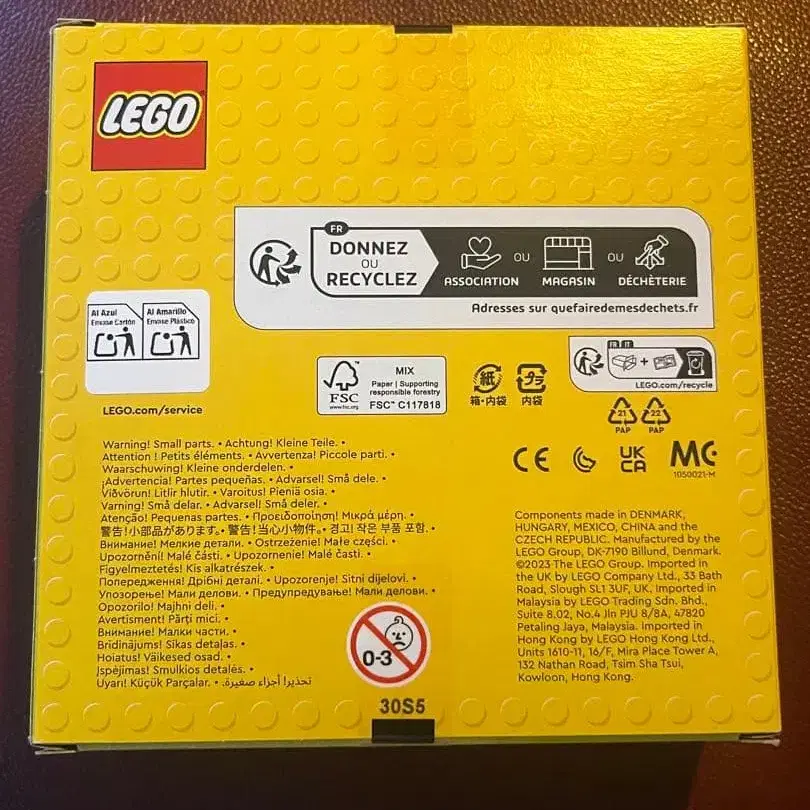 LEGO
FR
DONNEZ
OU
RECYCLEZ
ASSOCIATION
OU
MAGASIN
OU
DÉCHÈTERIE
Adresses sur quefairedemesdechets.fr
Al Azul
Envase Cartón
Al Amarillo
Envase Plástico
LEGO.com/service
FSC
www.fsc.org
MIX
Paper | Supporting
responsible forestry
FSC™ C117818
紙
箱・内袋
プラ
内袋
FR IT
+
LEGO.com/recycle
21
PAP
22
PAP
CE
UK
CA
MC
1050021-M
Warning! Small parts. • Achtung! Kleine Teile. •
Attention ! Petits éléments. • Avvertenza! Piccole parti. •
Waarschuwing! Kleine onderdelen. •
¡Advertencia! Partes pequeñas. • Advarsel! Små dele. •
Viðvörun! Litlir hlutir. • Varoitus! Pieniä osia. •
Varning! Små delar. • Advarsel! Små deler. •
Atenção! Pequenas partes. • Προειδοποίηση! Μικρά μέρη. •
警告!小部品があります。• 警告!当心小物件。• 경고! 작은 부품 포함. •
Внимание! Мелкие детали. • Ostrzeżenie! Małe części. •
Upozornění! Malé části. • Upozornenie! Malé časti. •
Figyelmeztetés! Kis alkatrészek. •
Попередження! Дрібні деталі. • Upozorenje! Sitni dijelovi. •
Упозорење! Мали делови. • Предупредување! Мали делови. •
Opozorilo! Majhni deli. •
Avertisment! Părți mici. •
Внимание! Малки части. •
Brīdinājums! Sīkas detaļas. •
Hoiatus! Väikesed osad. •
Įspėjimas! Smulkios detalės. •
Uyarı! Küçük Parçalar. • تحذير! أجزاء صغيرة.
0-3
30S5
Components made in DENMARK,
HUNGARY, MEXICO, CHINA and the
CZECH REPUBLIC. Manufactured by the
LEGO Group, DK-7190 Billund, Denmark.
©2023 The LEGO Group. Imported in
the UK by LEGO Company Ltd., 33 Bath
Road, Slough SL1 3UF, UK. Imported in
Malaysia by LEGO Trading Sdn. Bhd.,
Suite 8.02, No.4 Jln PJU 8/8A, 47820
Petaling Jaya, Malaysia. Imported in
Hong Kong by LEGO Hong Kong Ltd.,
Units 1610-11, 16/F, Mira Place Tower A,
132 Nathan Road, Tsim Sha Tsui,
Kowloon, Hong Kong.